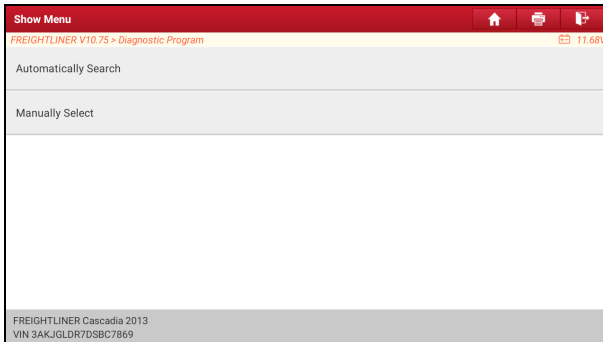 Show Menu
FREIGHTLINER V10.75 > Diagnostic Program 11.68V
Automatically Search
Manually Select
FREIGHTLINER Cascadia 2013
VIN 3AKJGLDR7DSBC7869